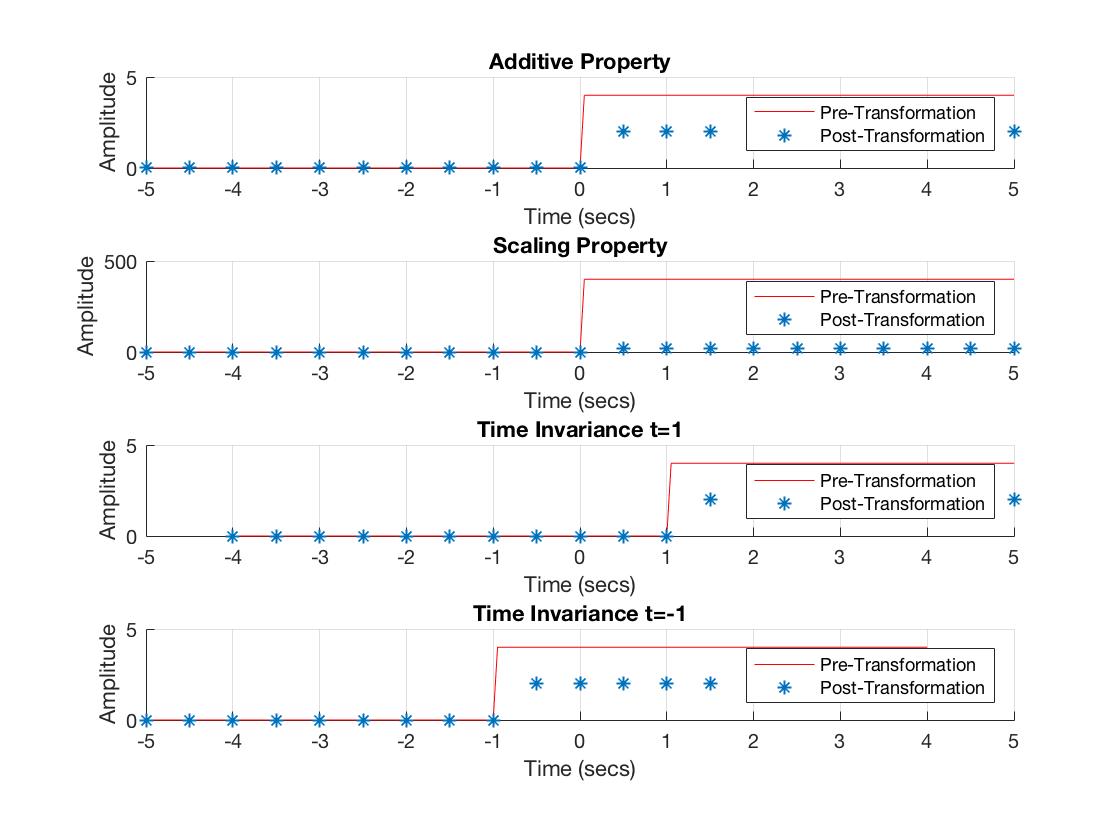 Additive Property
5
0
Amplitude
Pre-Transformation
Post-Transformation
-5 -4 -3 -2 -1 0 1 2 3 4 5
Time (secs)
Scaling Property
500
0
Amplitude
Pre-Transformation
Post-Transformation
-5 -4 -3 -2 -1 0 1 2 3 4 5
Time (secs)
Time Invariance t=1
5
0
Amplitude
Pre-Transformation
Post-Transformation
-5 -4 -3 -2 -1 0 1 2 3 4 5
Time (secs)
Time Invariance t=-1
5
0
Amplitude
Pre-Transformation
Post-Transformation
-5 -4 -3 -2 -1 0 1 2 3 4 5
Time (secs)